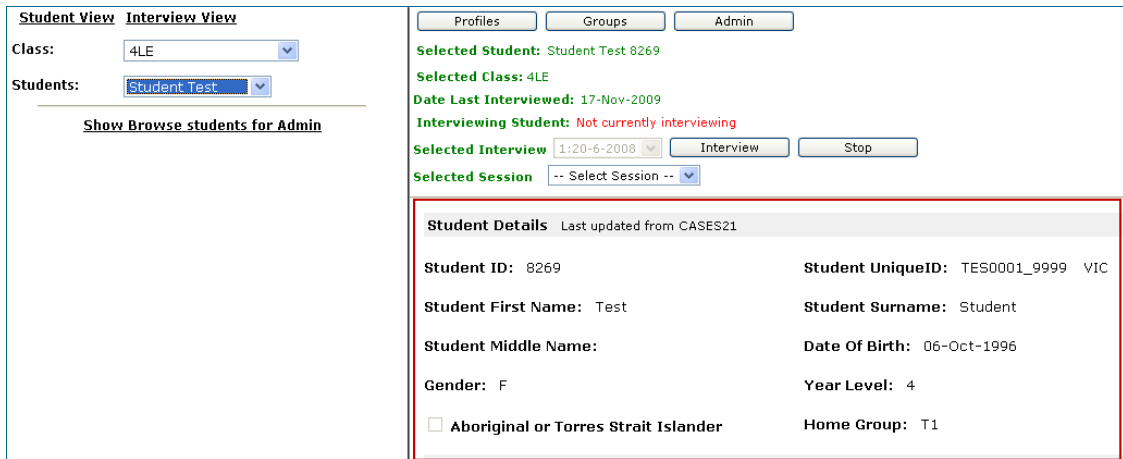 Student View Interview View
Class: 4LE
Students: Student Test
Show Browse students for Admin
Profiles Groups Admin
Selected Student: Student Test 8269
Selected Class: 4LE
Date Last Interviewed: 17-Nov-2009
Interviewing Student: Not currently interviewing
Selected Interview 1:20-6-2008 Interview Stop
Selected Session -- Select Session --
Student Details Last updated from CASES21
Student ID: 8269 Student UniqueID: TES0001_9999 VIC
Student First Name: Test Student Surname: Student
Student Middle Name: Date Of Birth: 06-Oct-1996
Gender: F Year Level: 4
Aboriginal or Torres Strait Islander Home Group: T1